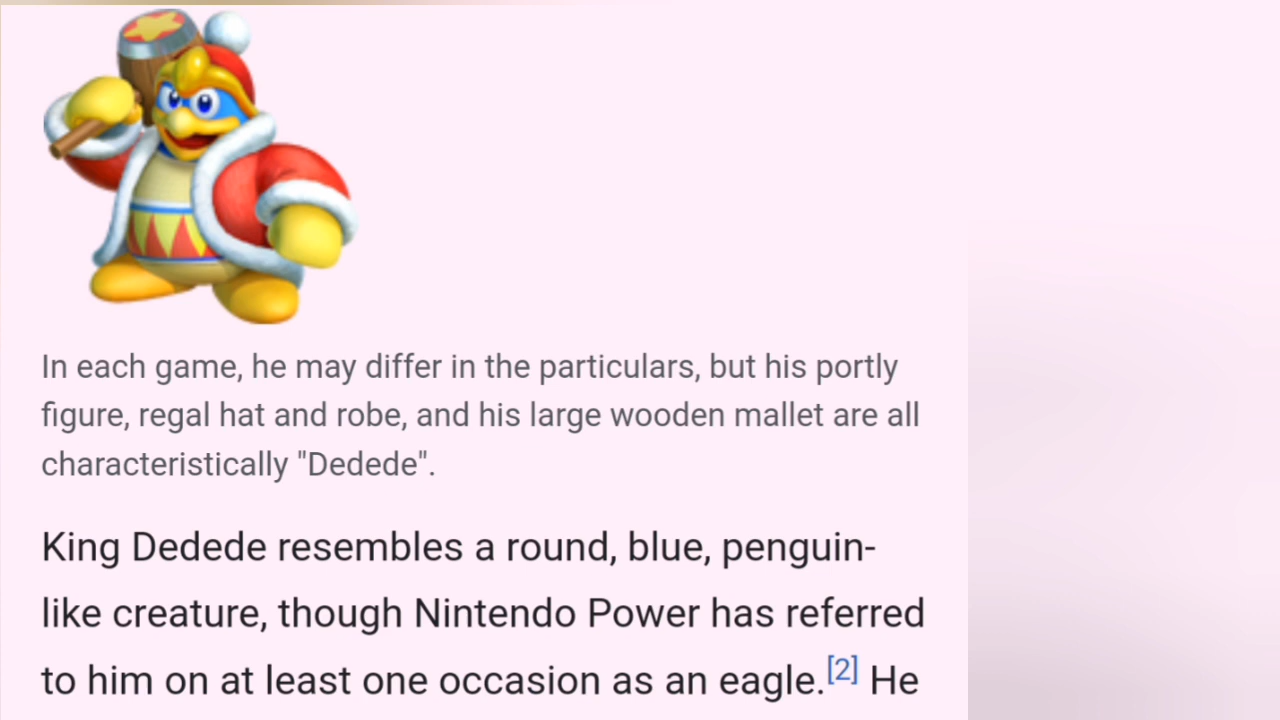 In each game, he may differ in the particulars, but his portly
figure, regal hat and robe, and his large wooden mallet are all
characteristically "Dedede".
King Dedede resembles a round, blue, penguin-
like creature, though Nintendo Power has referred
to him on at least one occasion as an eagle.[2] He